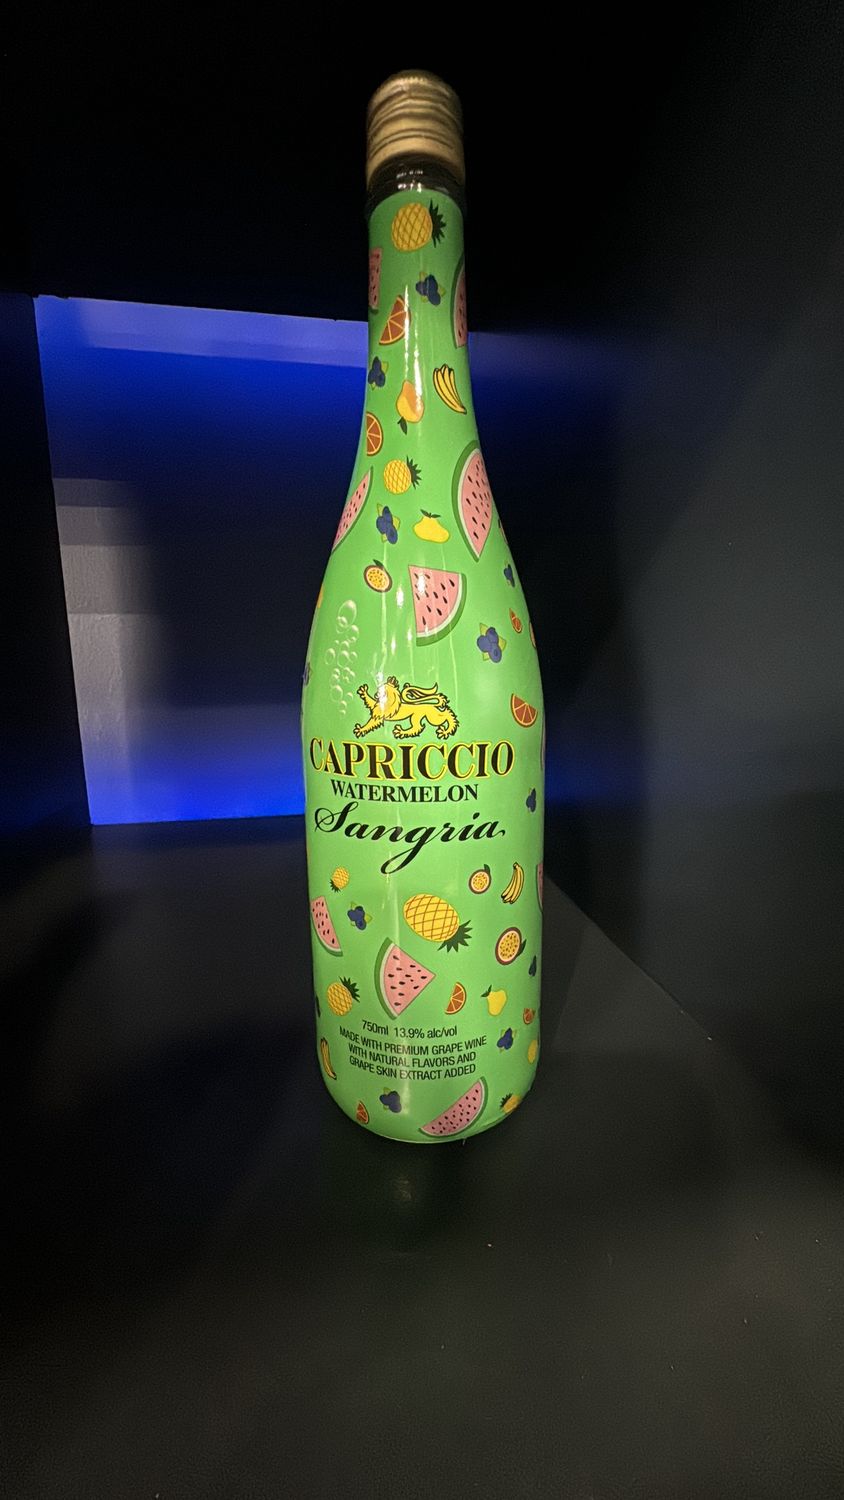 CAPRICCIO
WATERMELON
Sangria
750ml 13.9% alc/vol
MADE WITH PREMIUM GRAPE WINE
WITH NATURAL FLAVORS AND
GRAPE SKIN EXTRACT ADDED